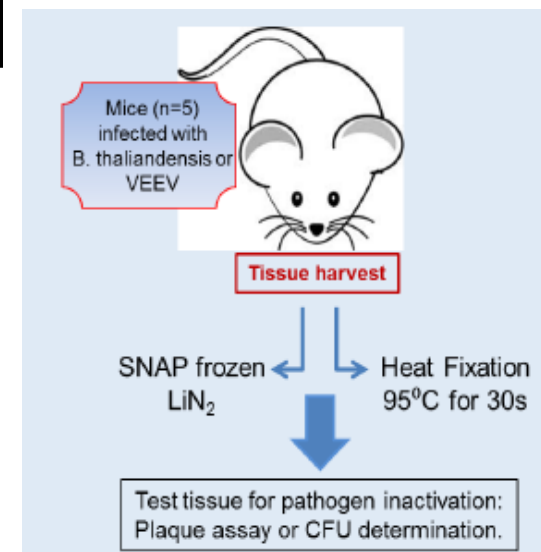 Mice (n=5)
infected with
B. thaliandensis or
VEEV
Tissue harvest
SNAP frozen
LiN₂
Heat Fixation
95⁰C for 30s
Test tissue for pathogen inactivation:
Plaque assay or CFU determination.